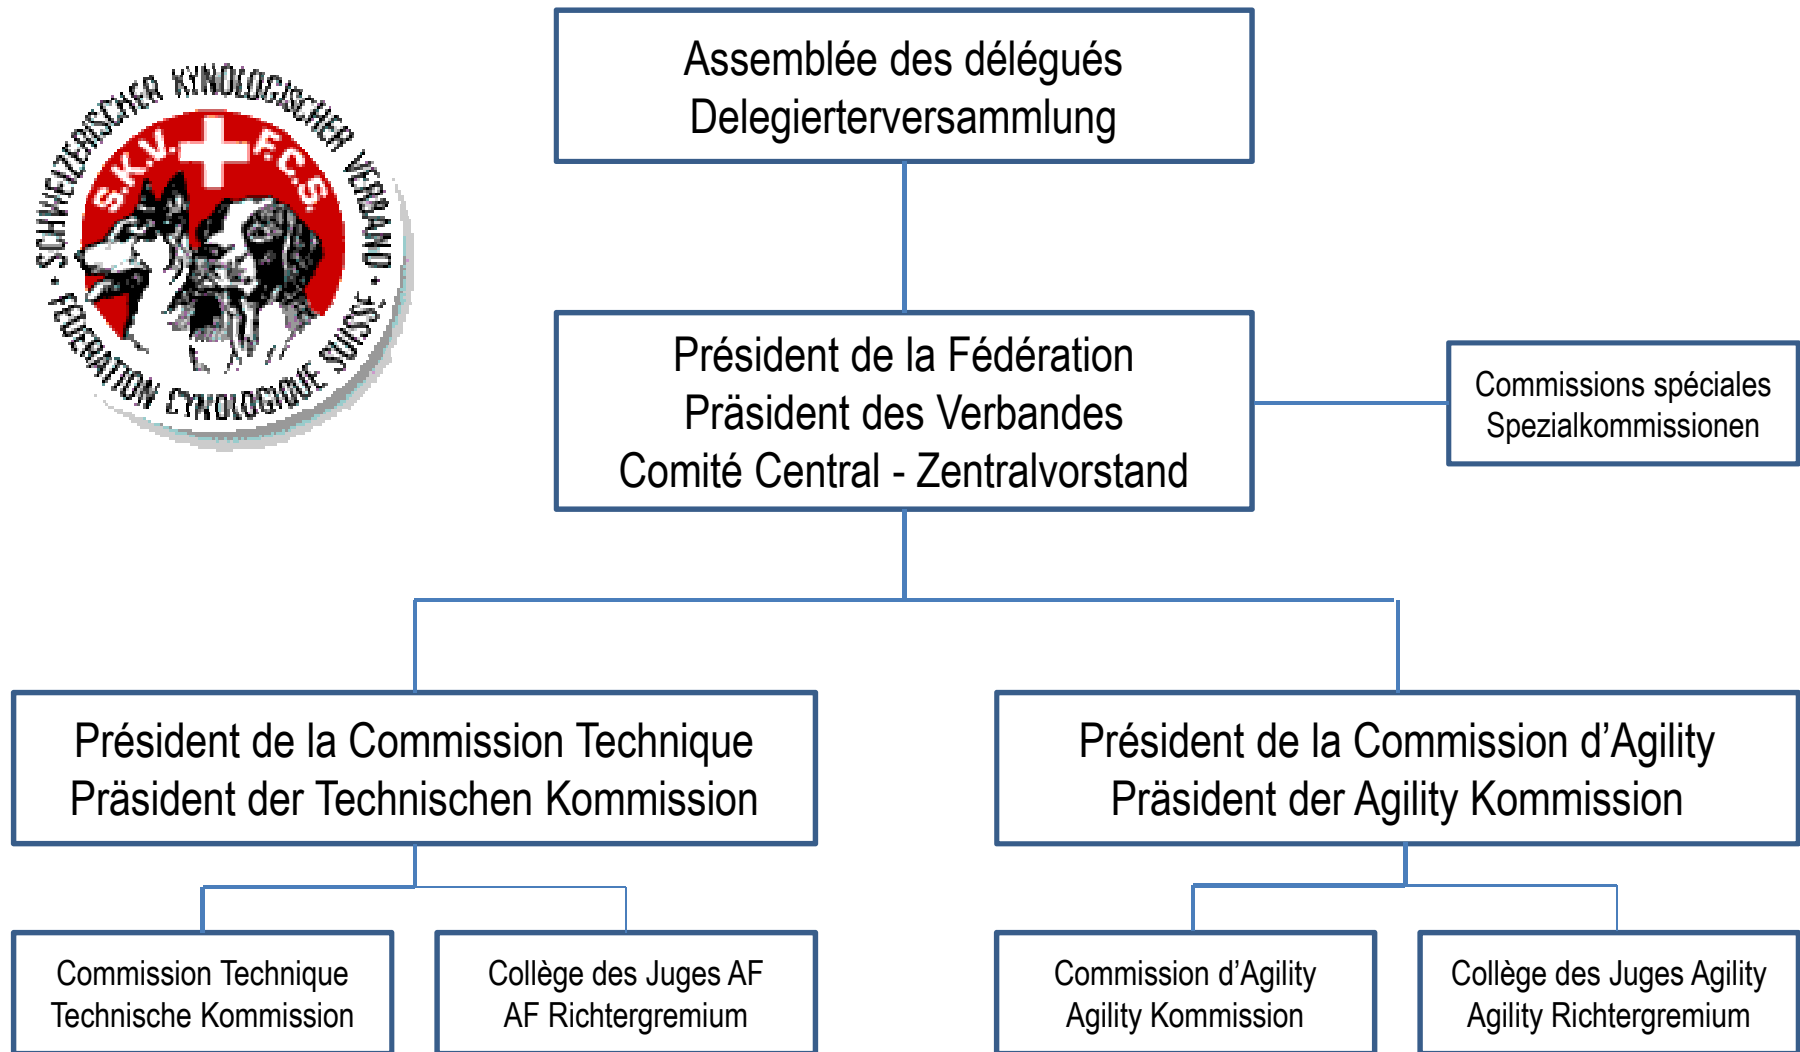 SCHWEIZERISCHER KYNOLOGISCHER VERBAND
S.K.V. F.C.S.
FEDERATION CYNOLOGIQUE SUISSE
Assemblée des délégués
Delegierterversammlung
Président de la Fédération
Präsident des Verbandes
Comité Central - Zentralvorstand
Commissions spéciales
Spezialkommissionen
Président de la Commission Technique
Präsident der Technischen Kommission
Président de la Commission d’Agility
Präsident der Agility Kommission
Commission Technique
Technische Kommission
Collège des Juges AF
AF Richtergremium
Commission d’Agility
Agility Kommission
Collège des Juges Agility
Agility Richtergremium